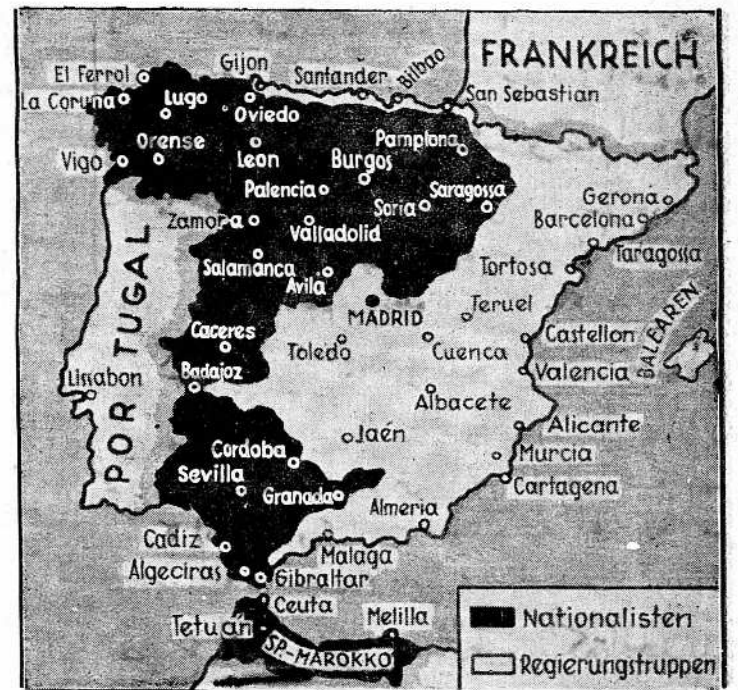 FRANKREICH
El Ferrol
Gijon
Santander
Bilbao
San Sebastian
La Coruna
Lugo
Oviedo
Orense
Leon
Burgos
Pamplona
Vigo
Palencia
Soria
Saragossa
Gerona
Barcelona
Zamora
Valladolid
Taragossa
Salamanca
Avila
Tortosa
MADRID
Teruel
PORTUGAL
Caceres
Toledo
Cuenca
Castellon
BALEAREN
Lissabon
Badajoz
Valencia
Albacete
Jaén
Alicante
Cordoba
Murcia
Sevilla
Granada
Cartagena
Almeria
Cadiz
Malaga
Algeciras
Gibraltar
Ceuta
Tetuán
Melilla
SP.-MAROKKO
Nationalisten
Regierungstruppen